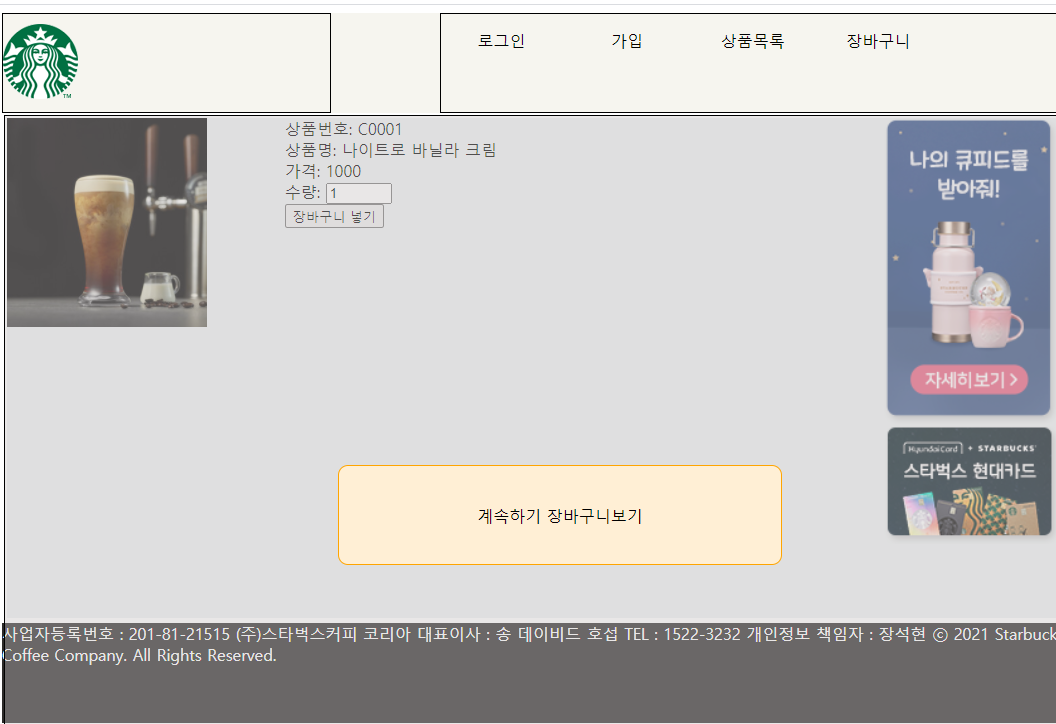 TM
로그인 가입 상품목록 장바구니
상품번호: C0001
상품명: 나이트로 바닐라 크림
가격: 1000
수량: 1
장바구니 넣기
나의 큐피드를
받아줘!
자세히보기 >
HyundaiCard + STARBUCKS
스타벅스 현대카드
계속하기 장바구니보기
사업자등록번호 : 201-81-21515 (주)스타벅스커피 코리아 대표이사 : 송 데이비드 호섭 TEL : 1522-3232 개인정보 책임자 : 장석현 ⓒ 2021 Starbuck
Coffee Company. All Rights Reserved.